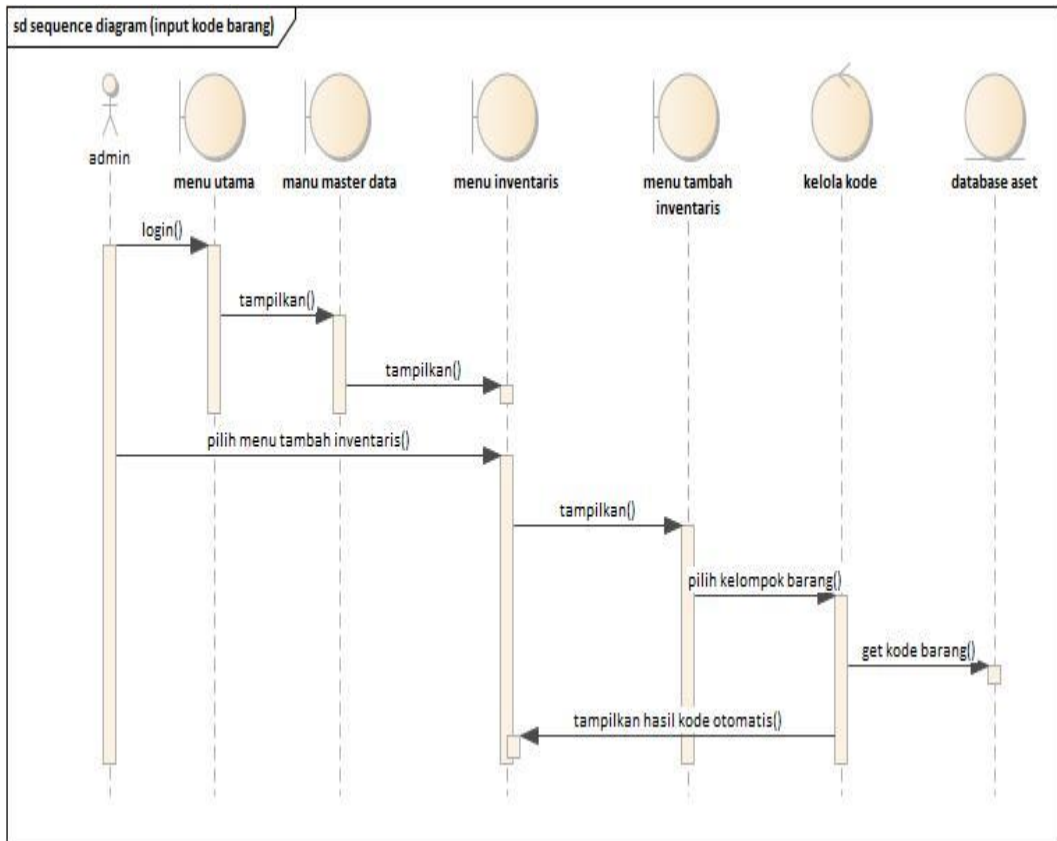 sd sequence diagram (input kode barang)
admin
menu utama
manu master data
menu inventaris
menu tambah
inventaris
kelola kode
database aset
login()
tampilkan()
tampilkan()
pilih menu tambah inventaris()
tampilkan()
pilih kelompok barang()
get kode barang()
tampilkan hasil kode otomatis()